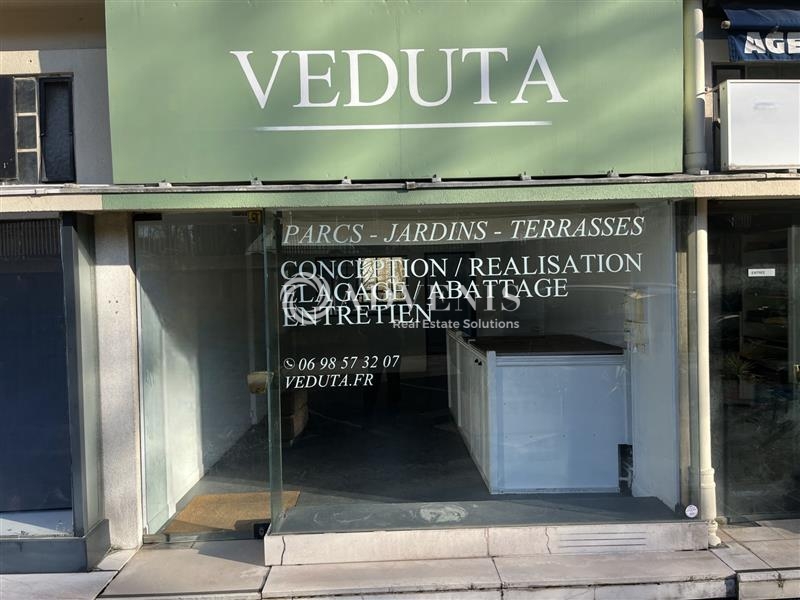 VEDUTA
AGE
PARCS - JARDINS - TERRASSES
CONCEPTION / REALISATION
ELAGAGE / ABATTAGE
ENTRETIEN
Real Estate Solutions
06 98 57 32 07
VEDUTA.FR
ENTREE